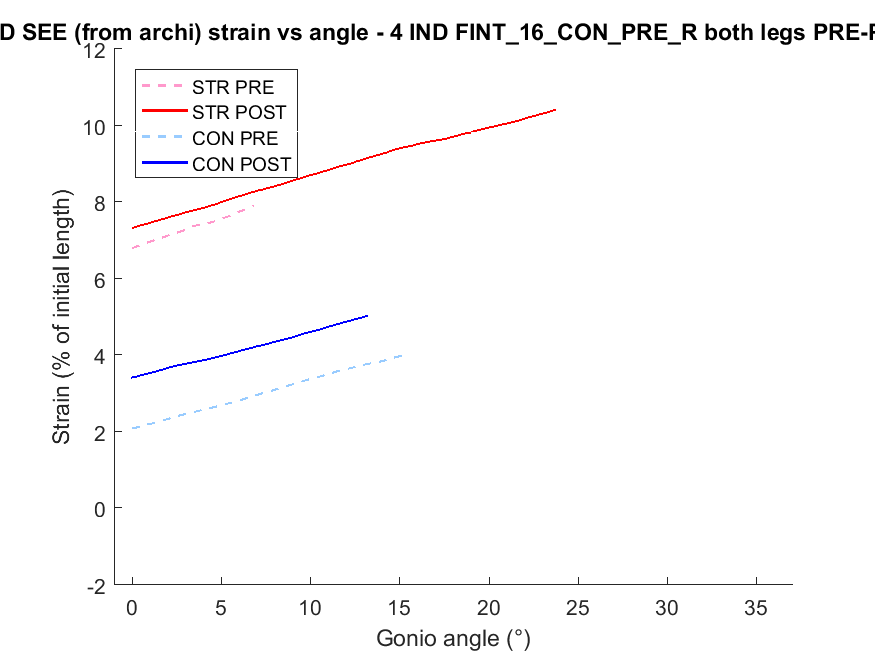 D SEE (from archi) strain vs angle - 4 IND FINT_16_CON_PRE_R both legs PRE-
12
10
8
6
4
2
0
-2
Strain (% of initial length)
STR PRE
STR POST
CON PRE
CON POST
0 5 10 15 20 25 30 35
Gonio angle (°)